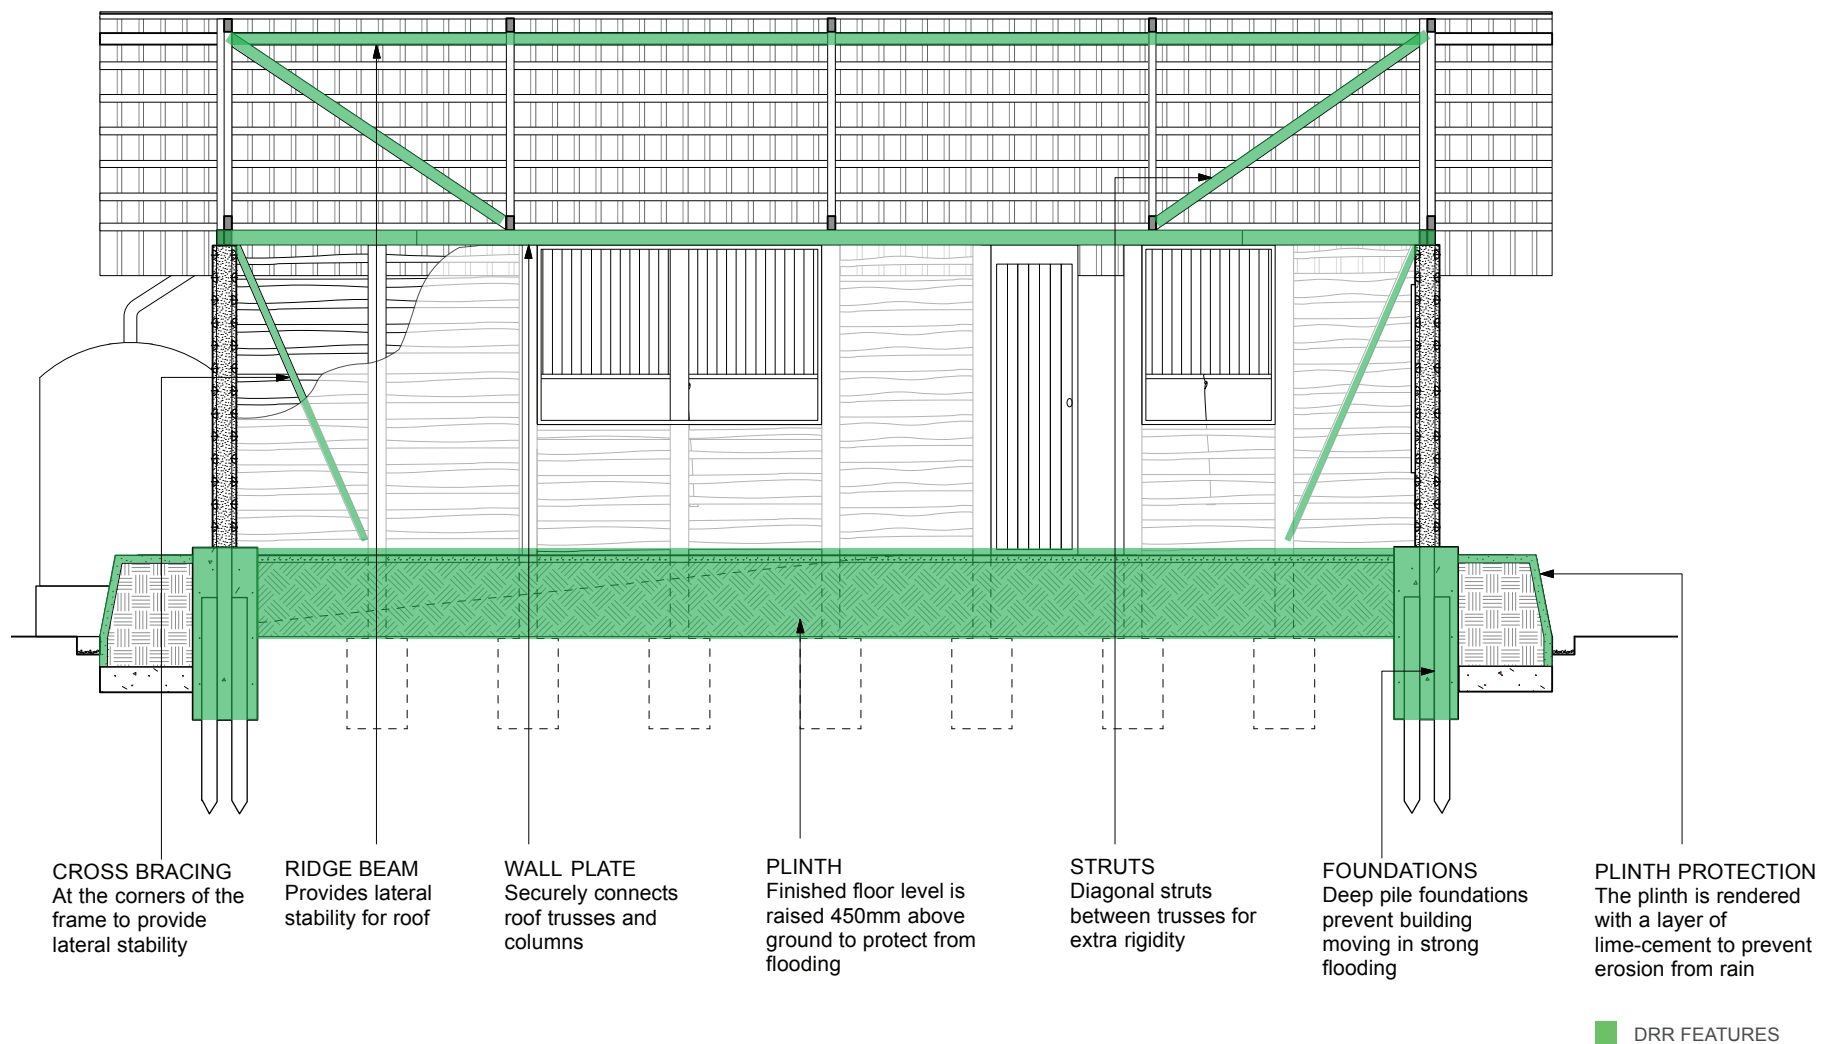 CROSS BRACING
At the corners of the
frame to provide
lateral stability
RIDGE BEAM
Provides lateral
stability for roof
WALL PLATE
Securely connects
roof trusses and
columns
PLINTH
Finished floor level is
raised 450mm above
ground to protect from
flooding
STRUTS
Diagonal struts
between trusses for
extra rigidity
FOUNDATIONS
Deep pile foundations
prevent building
moving in strong
flooding
PLINTH PROTECTION
The plinth is rendered
with a layer of
lime-cement to prevent
erosion from rain
DRR FEATURES